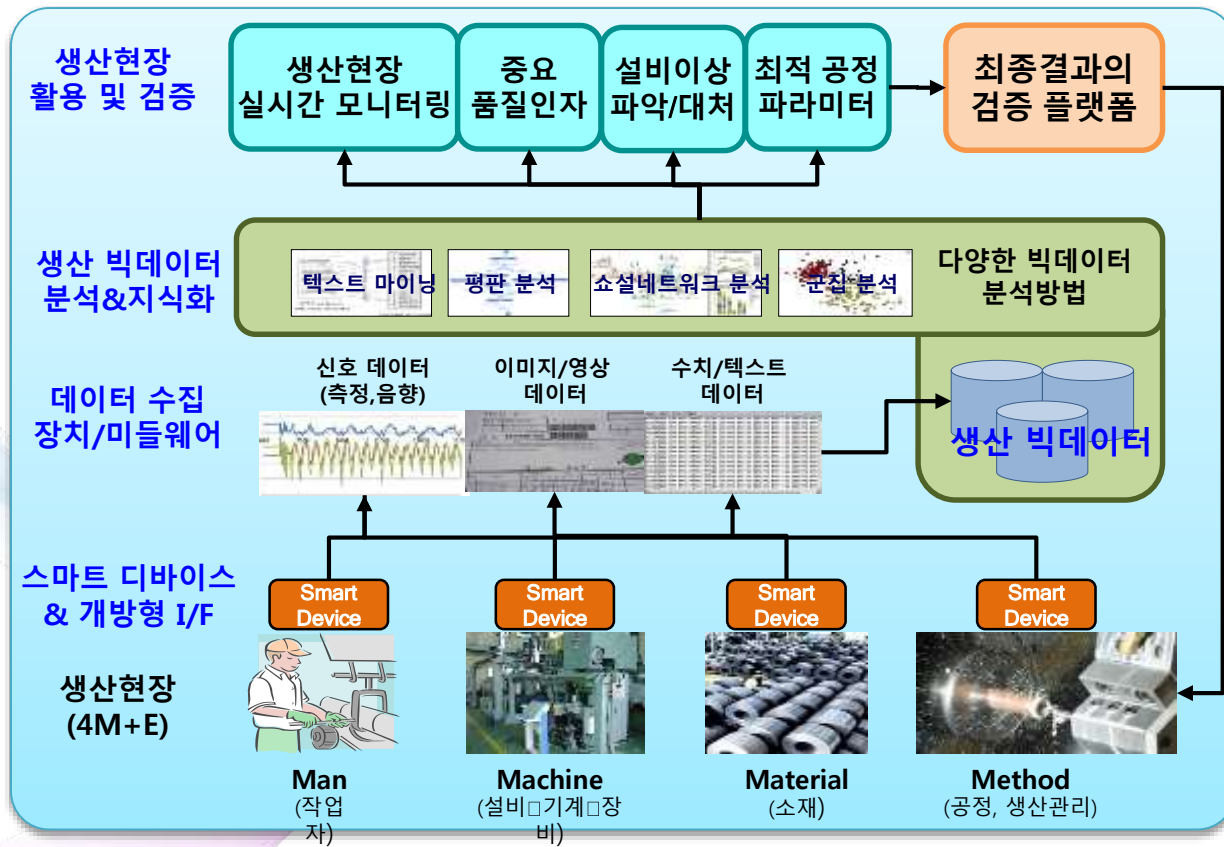 생산현장
활용 및 검증
생산현장
실시간 모니터링
중요
품질인자
설비이상
파악/대처
최적 공정
파라미터
최종결과의
검증 플랫폼
생산 빅데이터
분석&지식화
텍스트 마이닝
평판 분석
쇼설네트워크 분석
군집 분석
다양한 빅데이터
분석방법
데이터 수집
장치/미들웨어
신호 데이터
(측정,음향)
이미지/영상
데이터
수치/텍스트
데이터
생산 빅데이터
스마트 디바이스
& 개방형 I/F
Smart
Device
Smart
Device
Smart
Device
Smart
Device
생산현장
(4M+E)
Man
(작업
자)
Machine
(설비□기계□장
비)
Material
(소재)
Method
(공정, 생산관리)